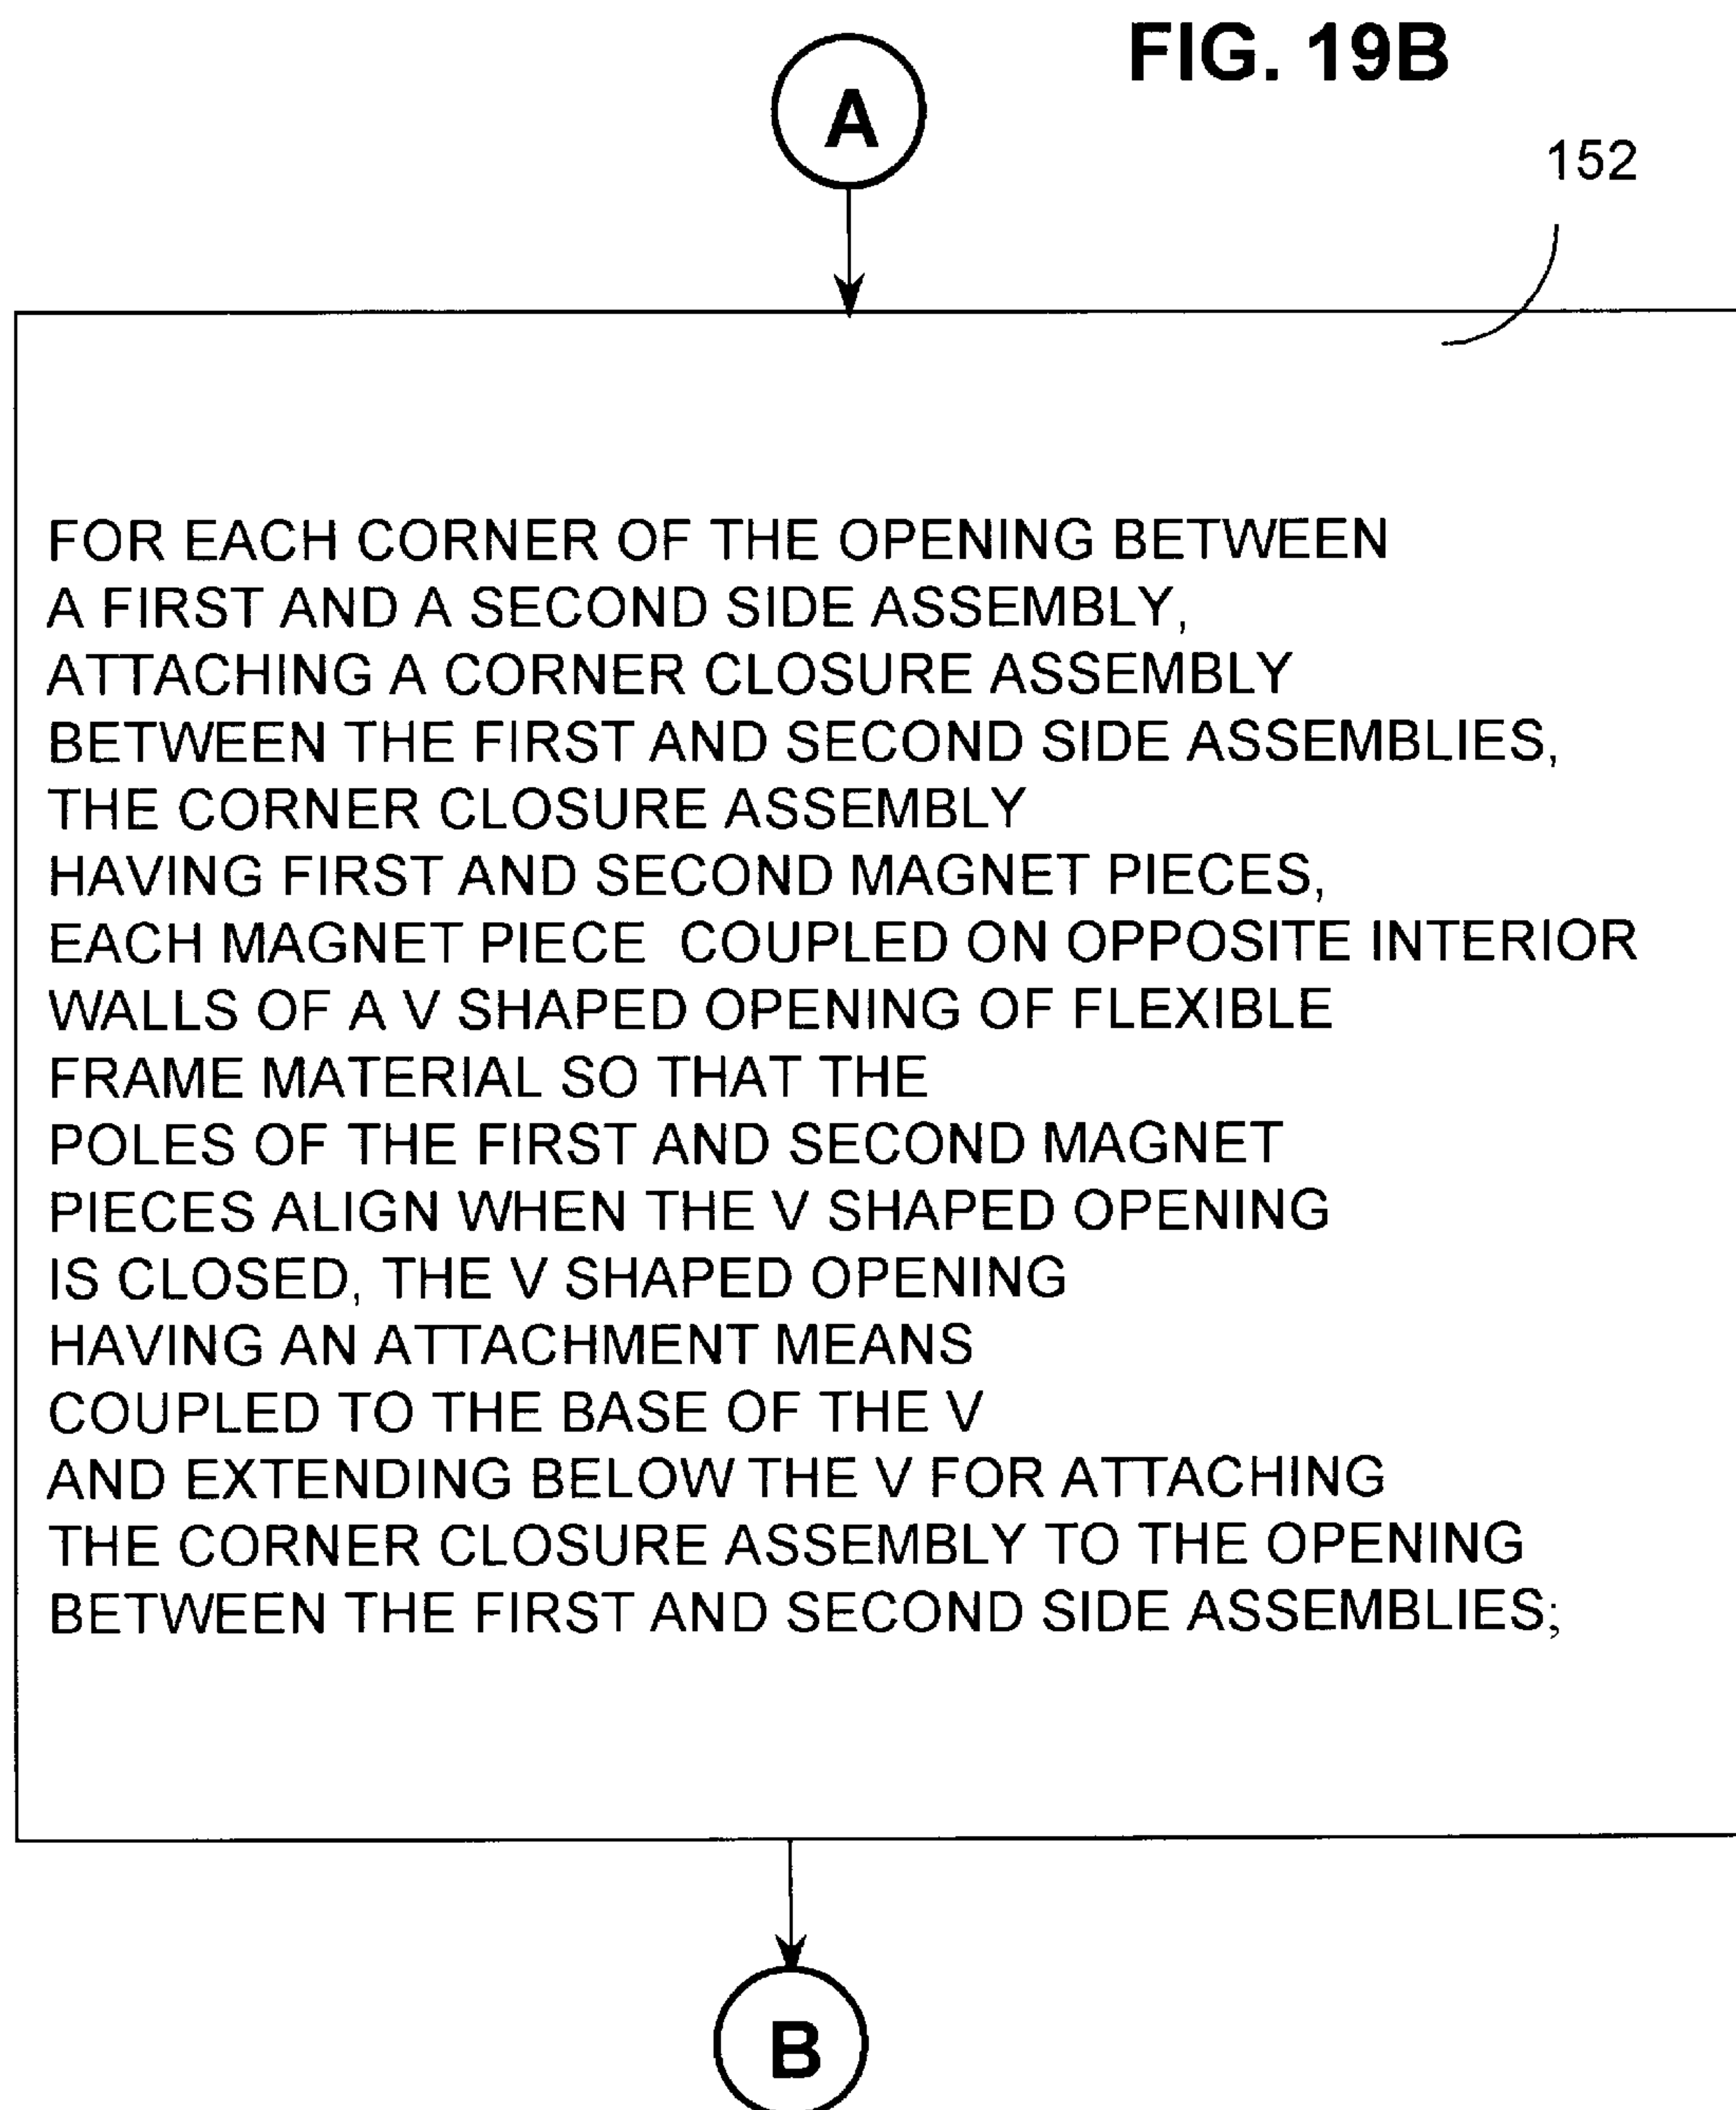 FIG. 19B
A
152
FOR EACH CORNER OF THE OPENING BETWEEN
A FIRST AND A SECOND SIDE ASSEMBLY,
ATTACHING A CORNER CLOSURE ASSEMBLY
BETWEEN THE FIRST AND SECOND SIDE ASSEMBLIES,
THE CORNER CLOSURE ASSEMBLY
HAVING FIRST AND SECOND MAGNET PIECES,
EACH MAGNET PIECE COUPLED ON OPPOSITE INTERIOR
WALLS OF A V SHAPED OPENING OF FLEXIBLE
FRAME MATERIAL SO THAT THE
POLES OF THE FIRST AND SECOND MAGNET
PIECES ALIGN WHEN THE V SHAPED OPENING
IS CLOSED, THE V SHAPED OPENING
HAVING AN ATTACHMENT MEANS
COUPLED TO THE BASE OF THE V
AND EXTENDING BELOW THE V FOR ATTACHING
THE CORNER CLOSURE ASSEMBLY TO THE OPENING
BETWEEN THE FIRST AND SECOND SIDE ASSEMBLIES;
B